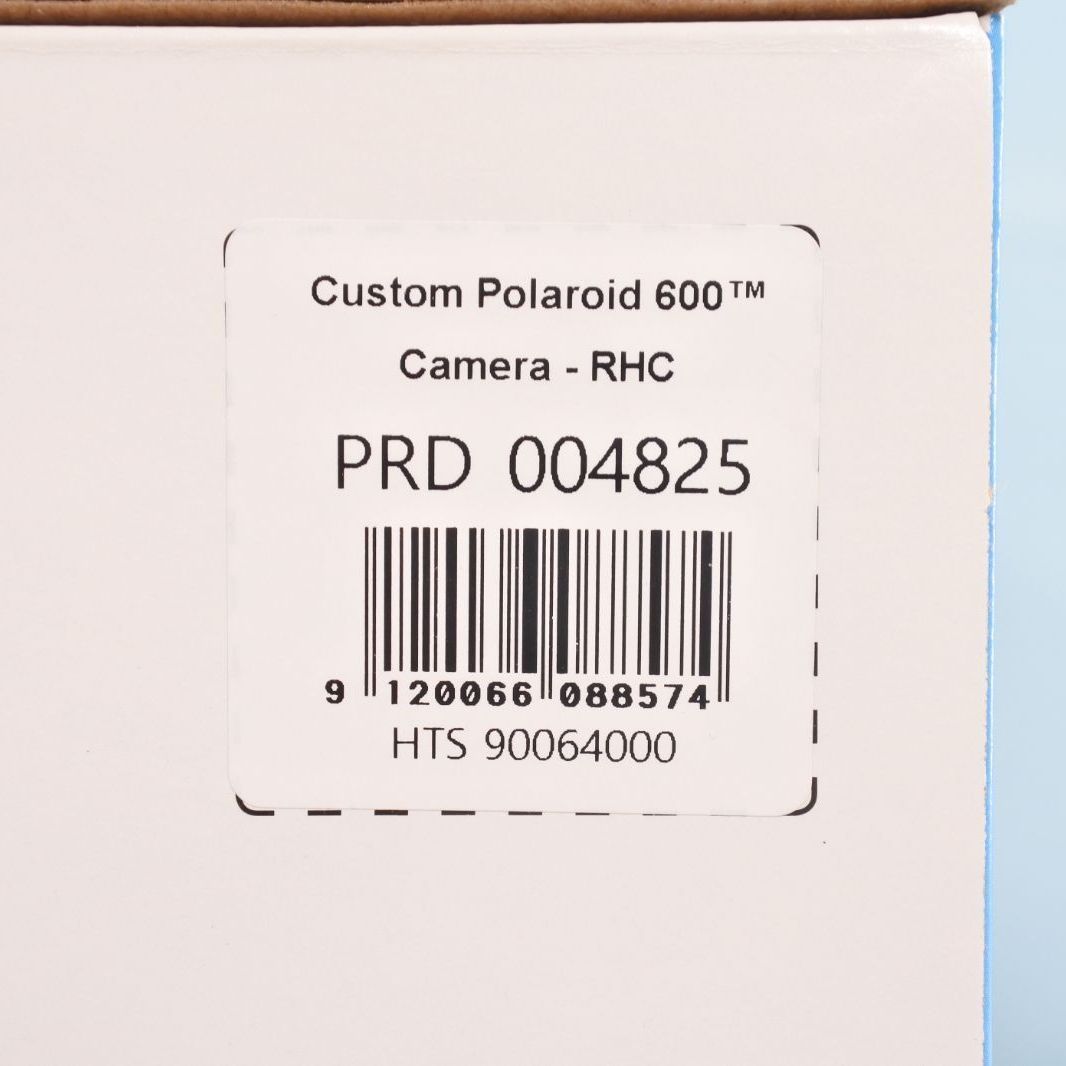 Custom Polaroid 600™
Camera - RHC
PRD 004825
9 120066 088574
HTS 90064000